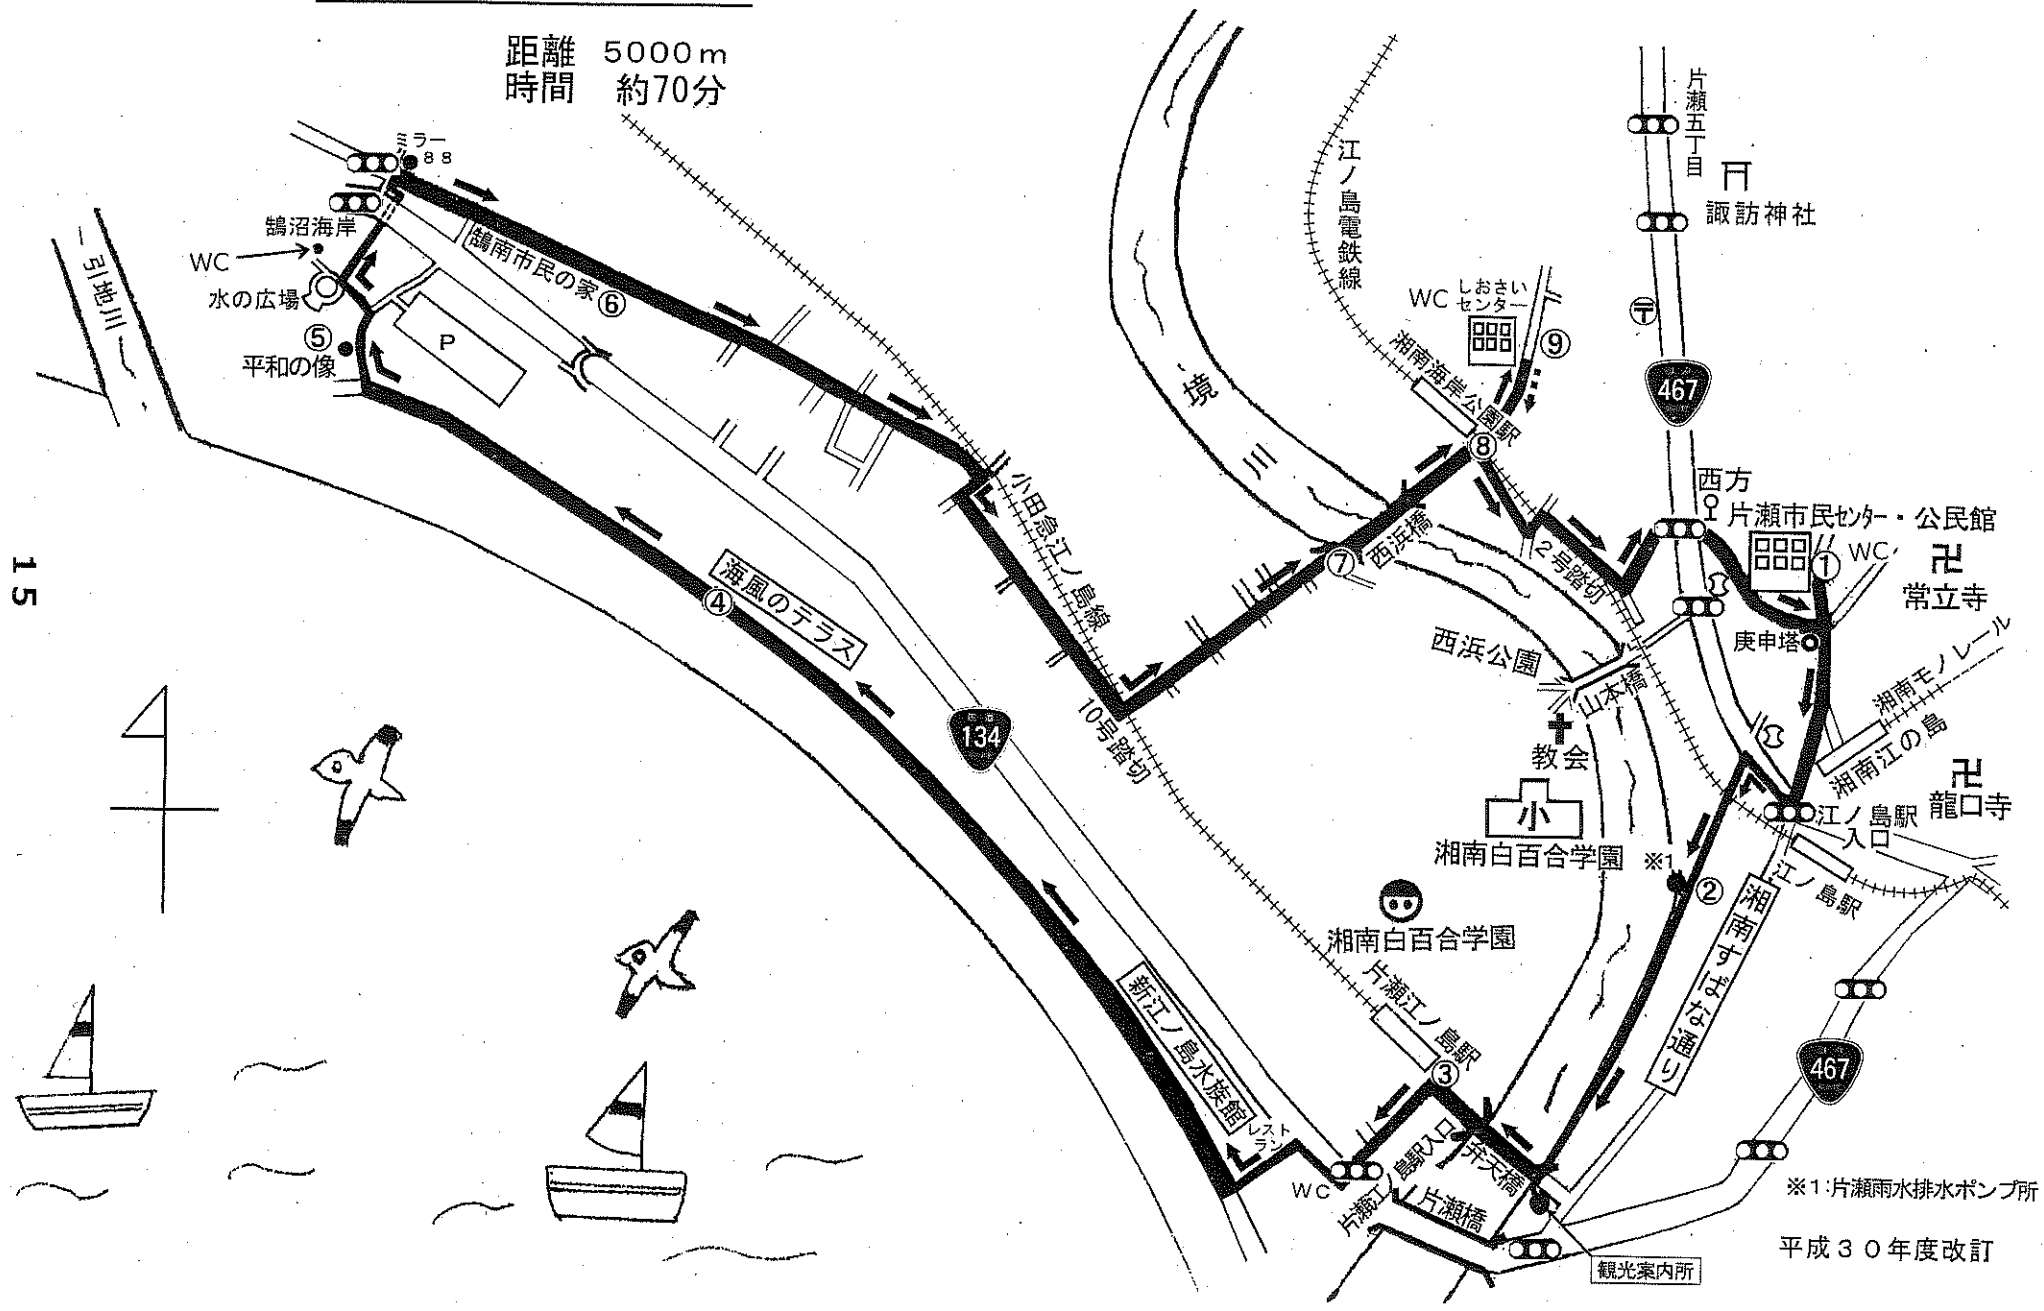 距離 5000m
時間 約70分
ミラー
88
鵠沼海岸
WC
水の広場
⑤
平和の像
引地川
P
鵠南市民の家
⑥
江ノ島電鉄線
境川
片瀬五丁目
諏訪神社
〒
467
WC
しおさい
センター
⑨
湘南海岸公園駅
⑧
西方
片瀬市民センター・公民館
①
WC
卍
常立寺
庚申塔
湘南モノレール
湘南江の島
卍
龍口寺
江ノ島駅
入口
江ノ島駅
2号踏切
西浜橋
⑦
小田急江ノ島線
10号踏切
西浜公園
山本橋
教会
小
湘南白百合学園
※1
②
湘南すばな通り
湘南白百合学園
片瀬江ノ島駅
③
海風のテラス
④
134
新江ノ島水族館
レスト
ラン
WC
片瀬江ノ
島駅入口
弁天橋
片瀬橋
467
観光案内所
※1:片瀬雨水排水ポンプ所
平成30年度改訂
15